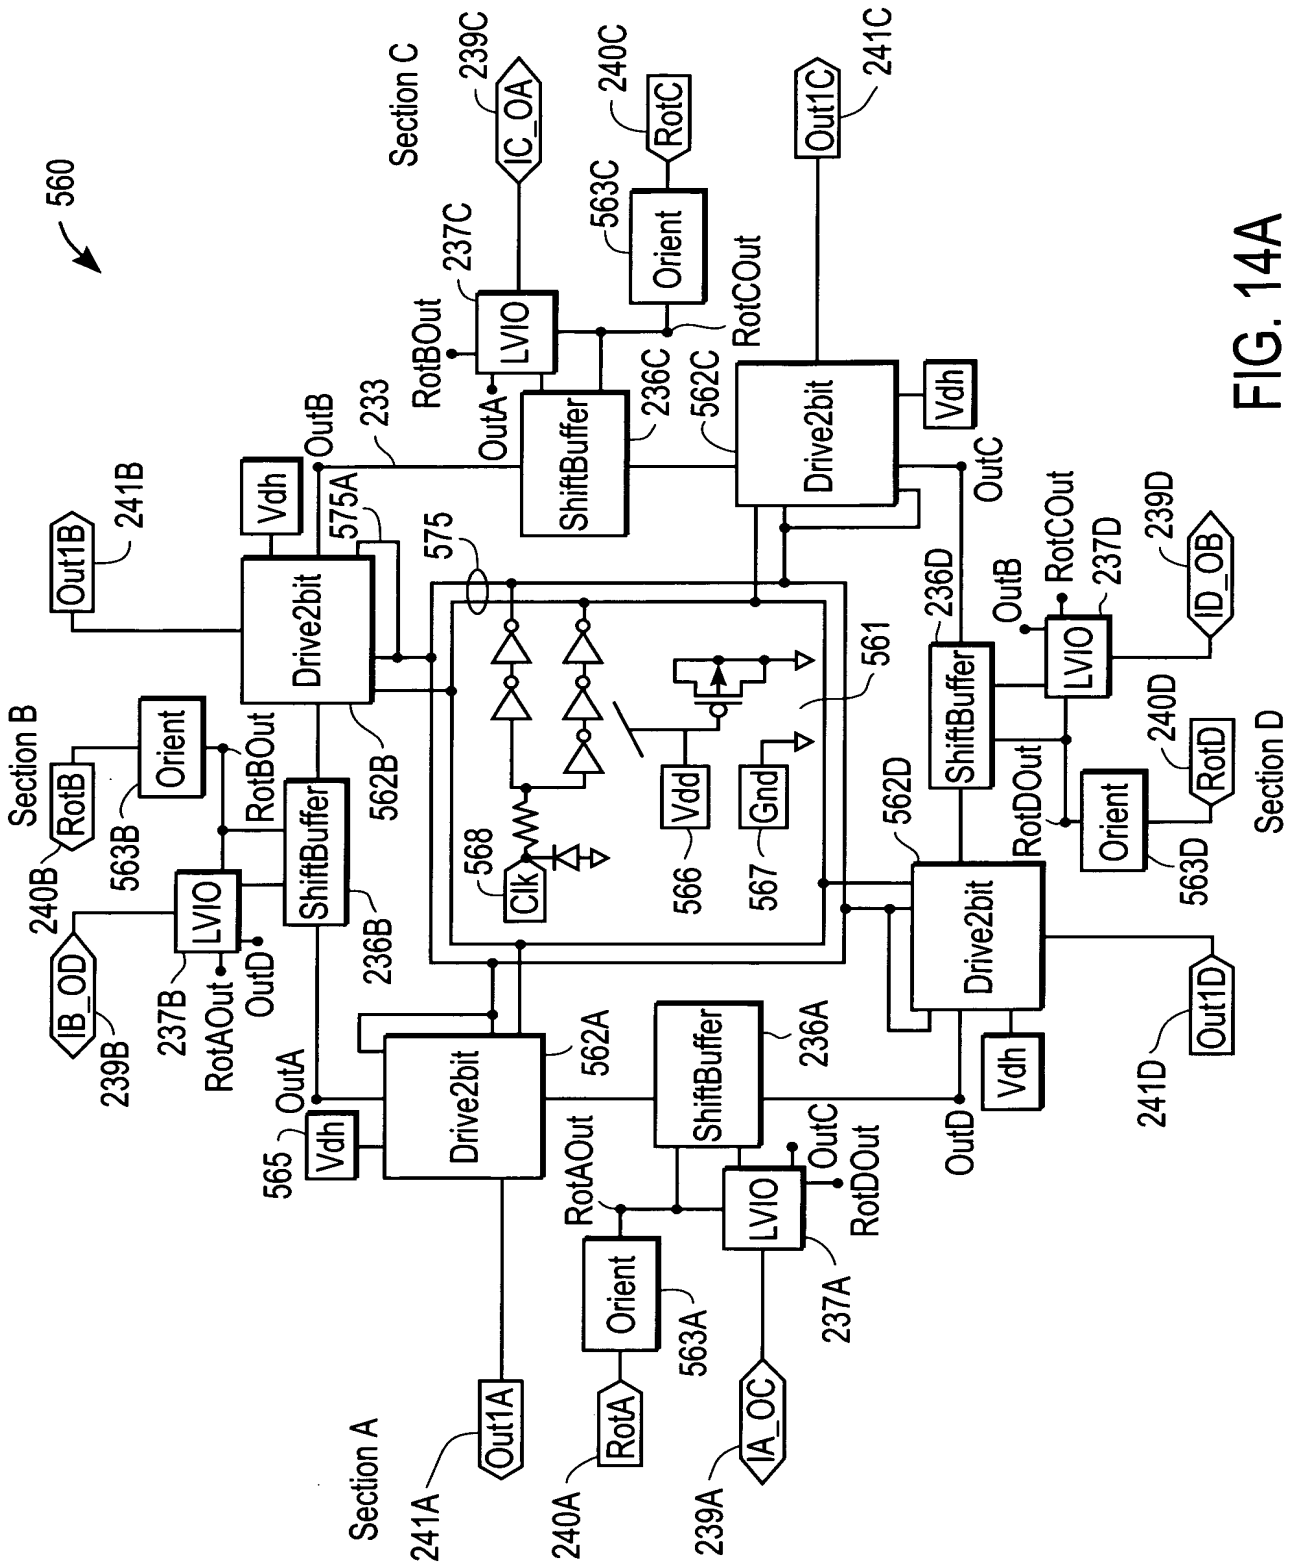 560
Section A
241A
Out1A
565
Vdh
OutA
Drive2bit
562A
240A
RotA
563A
Orient
RotAOut
239A
IA_OC
237A
LVIO
OutC
RotDOut
ShiftBuffer
236A
OutD
Section B
240B
RotB
563B
Orient
RotBOut
239B
IB_OD
237B
LVIO
RotAOut
OutD
ShiftBuffer
236B
Drive2bit
562B
Out1B
241B
Vdh
OutB
575A
233
575
568
Clk
566
Vdd
567
Gnd
561
Section C
239C
IC_OA
237C
LVIO
RotBOut
OutA
ShiftBuffer
236C
240C
RotC
563C
Orient
RotCOut
562C
Drive2bit
Vdh
Out1C
241C
OutC
Section D
236D
ShiftBuffer
OutB
RotCOut
237D
LVIO
239D
ID_OB
RotDOut
Orient
563D
240D
RotD
562D
Drive2bit
Vdh
OutD
Out1D
241D
FIG. 14A